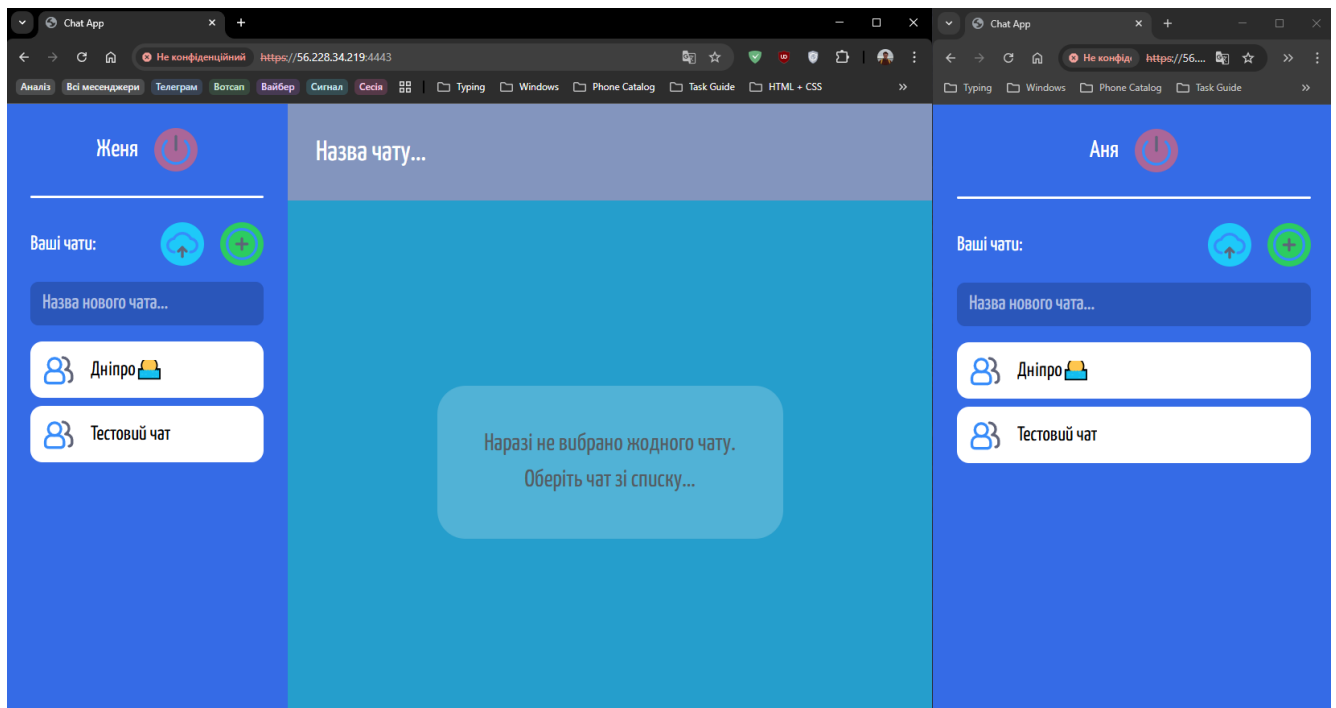 Chat App
Не конфіденційний https://56.228.34.219:4443
Аналіз Всі месенджери Телеграм Вотсап Вайбер Сигнал Сесія Typing Windows Phone Catalog Task Guide HTML + CSS
Женя
Ваші чати:
Назва нового чата...
Дніпро
Тестовий чат
Назва чату...
Наразі не вибрано жодного чату.
Оберіть чат зі списку...
Chat App
Не конфіде https://56....
Typing Windows Phone Catalog Task Guide
Аня
Ваші чати:
Назва нового чата...
Дніпро
Тестовий чат